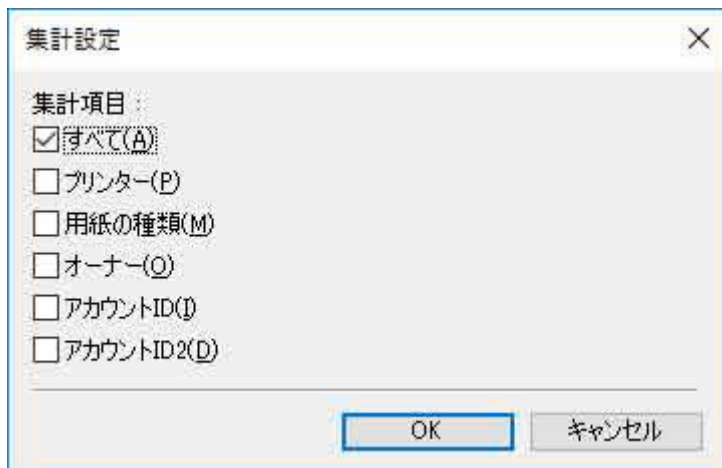 集計設定
集計項目：
すべて(A)
プリンター(P)
用紙の種類(M)
オーナー(O)
アカウントID(I)
アカウントID2(D)
OK キャンセル